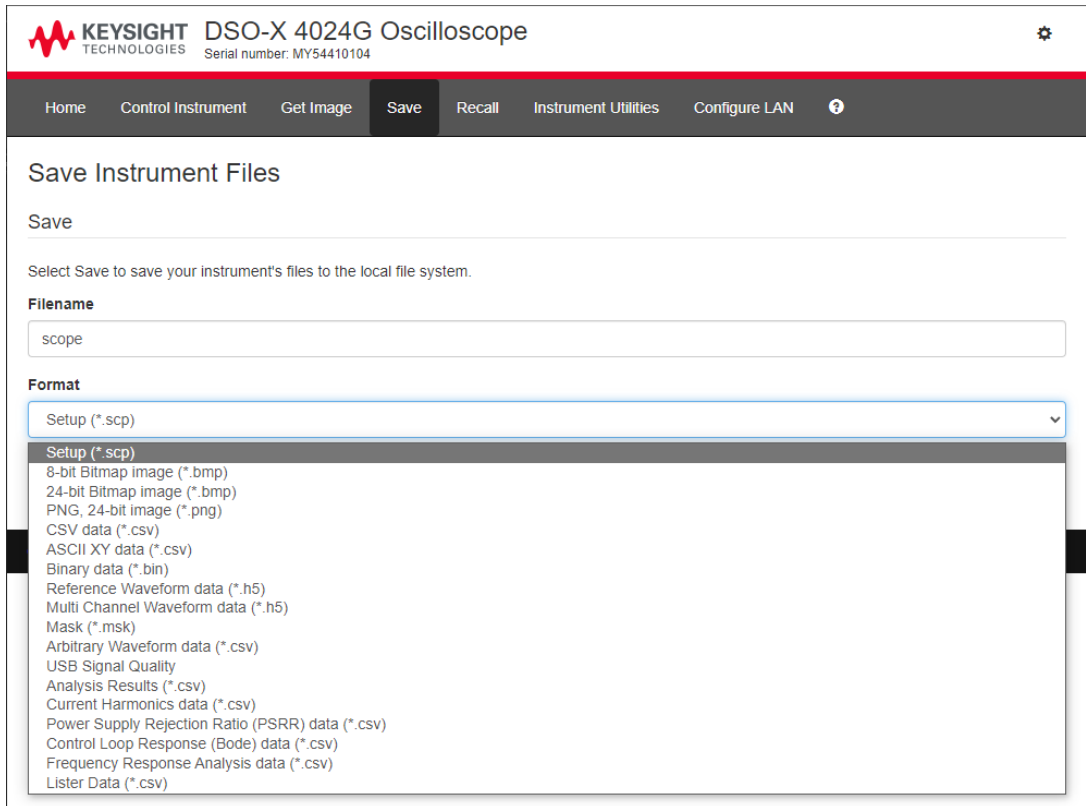 KEYSIGHT
TECHNOLOGIES
DSO-X 4024G Oscilloscope
Serial number: MY54410104
Home Control Instrument Get Image Save Recall Instrument Utilities Configure LAN ?
Save Instrument Files
Save
Select Save to save your instrument's files to the local file system.
Filename
scope
Format
Setup (*.scp)
Setup (*.scp)
8-bit Bitmap image (*.bmp)
24-bit Bitmap image (*.bmp)
PNG, 24-bit image (*.png)
CSV data (*.csv)
ASCII XY data (*.csv)
Binary data (*.bin)
Reference Waveform data (*.h5)
Multi Channel Waveform data (*.h5)
Mask (*.msk)
Arbitrary Waveform data (*.csv)
USB Signal Quality
Analysis Results (*.csv)
Current Harmonics data (*.csv)
Power Supply Rejection Ratio (PSRR) data (*.csv)
Control Loop Response (Bode) data (*.csv)
Frequency Response Analysis data (*.csv)
Lister Data (*.csv)